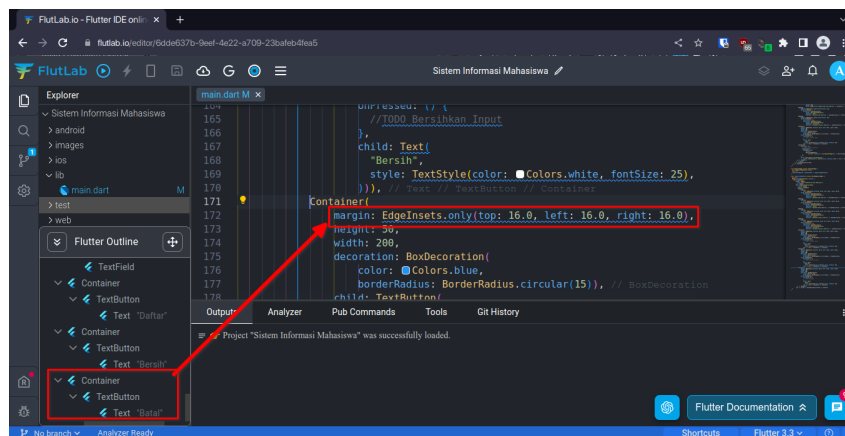 FlutLab.io - Flutter IDE onlin
flutlab.io/editor/6dde637b-9eef-4e22-a709-23bafeb4fea5
FlutLab
Sistem Informasi Mahasiswa
Explorer
Sistem Informasi Mahasiswa
android
images
ios
lib
main.dart M
test
web
Flutter Outline
TextField
Container
TextButton
Text "Daftar"
Container
TextButton
Text "Bersih"
Container
TextButton
Text "Batal"
main.dart M
164 onPressed: () {
165 //TODO Bersihkan Input
166 },
167 child: Text(
168 "Bersih",
169 style: TextStyle(color: Colors.white, fontSize: 25),
170 ))), // Text // TextButton // Container
171 Container(
172 margin: EdgeInsets.only(top: 16.0, left: 16.0, right: 16.0),
173 height: 50,
174 width: 200,
175 decoration: BoxDecoration(
176 color: Colors.blue,
177 borderRadius: BorderRadius.circular(15)), // BoxDecoration
178 child: TextButton(
Outputs Analyzer Pub Commands Tools Git History
Project "Sistem Informasi Mahasiswa" was successfully loaded.
Flutter Documentation
No branch Analyzer Ready Shortcuts Flutter 3.3